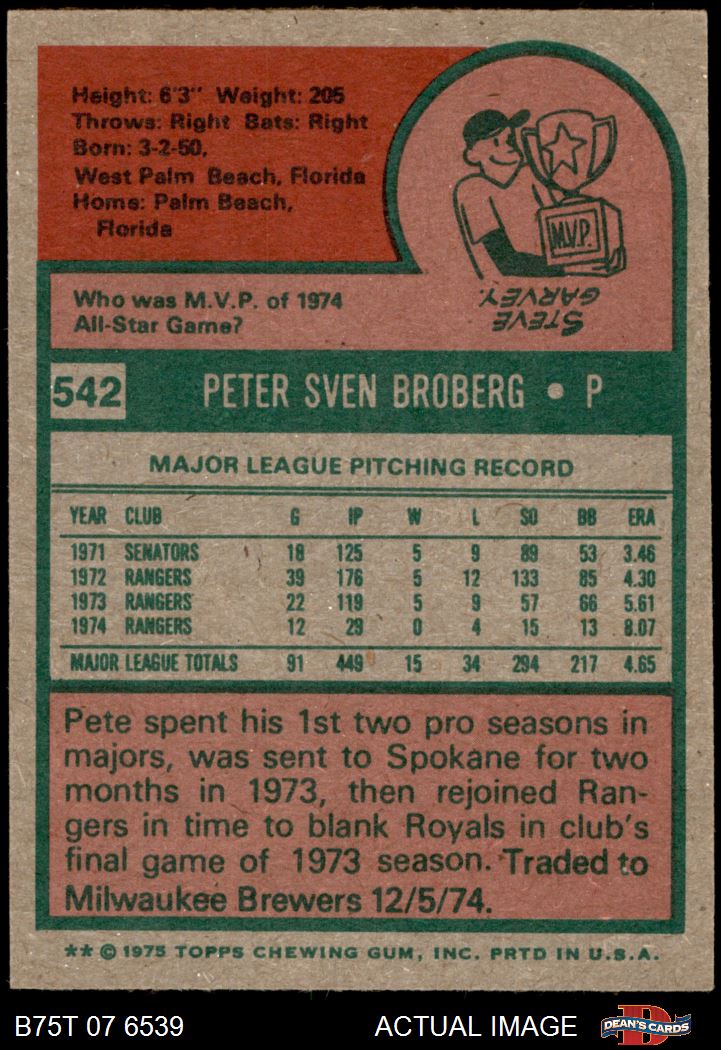 Height: 6'3" Weight: 205
Throws: Right Bats: Right
Born: 3-2-50,
West Palm Beach, Florida
Home: Palm Beach,
Florida
M.V.P.
STEVE
GARVEY.
Who was M.V.P. of 1974
All-Star Game?
542 PETER SVEN BROBERG • P
MAJOR LEAGUE PITCHING RECORD
YEAR CLUB G IP W L SO BB ERA
1971 SENATORS 18 125 5 9 89 53 3.46
1972 RANGERS 39 176 5 12 133 85 4.30
1973 RANGERS 22 119 5 9 57 66 5.61
1974 RANGERS 12 29 0 4 15 13 8.07
MAJOR LEAGUE TOTALS 91 449 15 34 294 217 4.65
Pete spent his 1st two pro seasons in
majors, was sent to Spokane for two
months in 1973, then rejoined Ran-
gers in time to blank Royals in club's
final game of 1973 season. Traded to
Milwaukee Brewers 12/5/74.
** © 1975 TOPPS CHEWING GUM, INC. PRTD IN U.S.A.
B75T 07 6539 ACTUAL IMAGE
D
DEAN'S CARDS